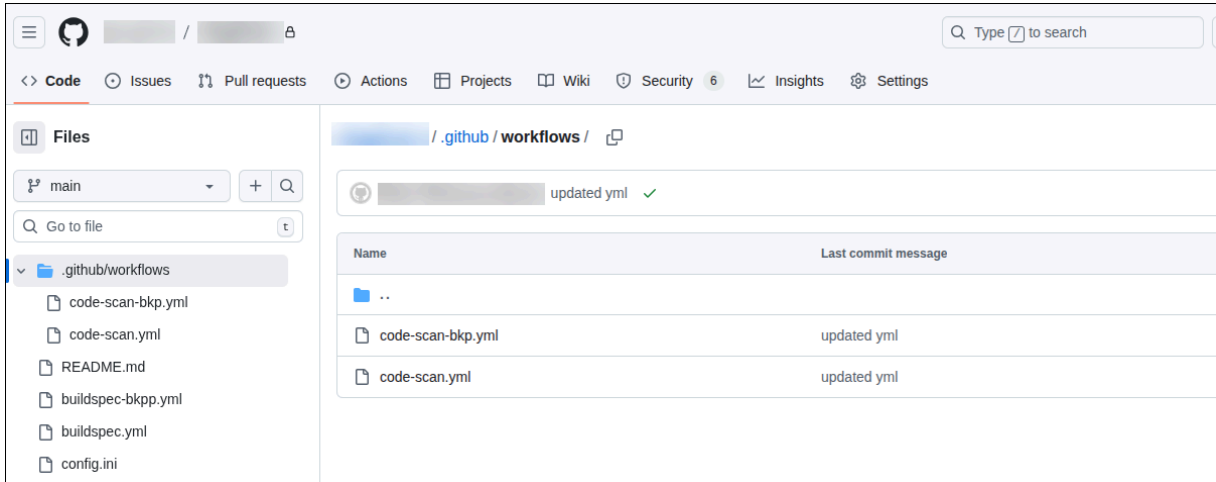 /
Type / to search
Code Issues Pull requests Actions Projects Wiki Security 6 Insights Settings
Files
main
Go to file t
.github/workflows
code-scan-bkp.yml
code-scan.yml
README.md
buildspec-bkpp.yml
buildspec.yml
config.ini
/ .github / workflows /
updated yml
Name Last commit message
..
code-scan-bkp.yml updated yml
code-scan.yml updated yml